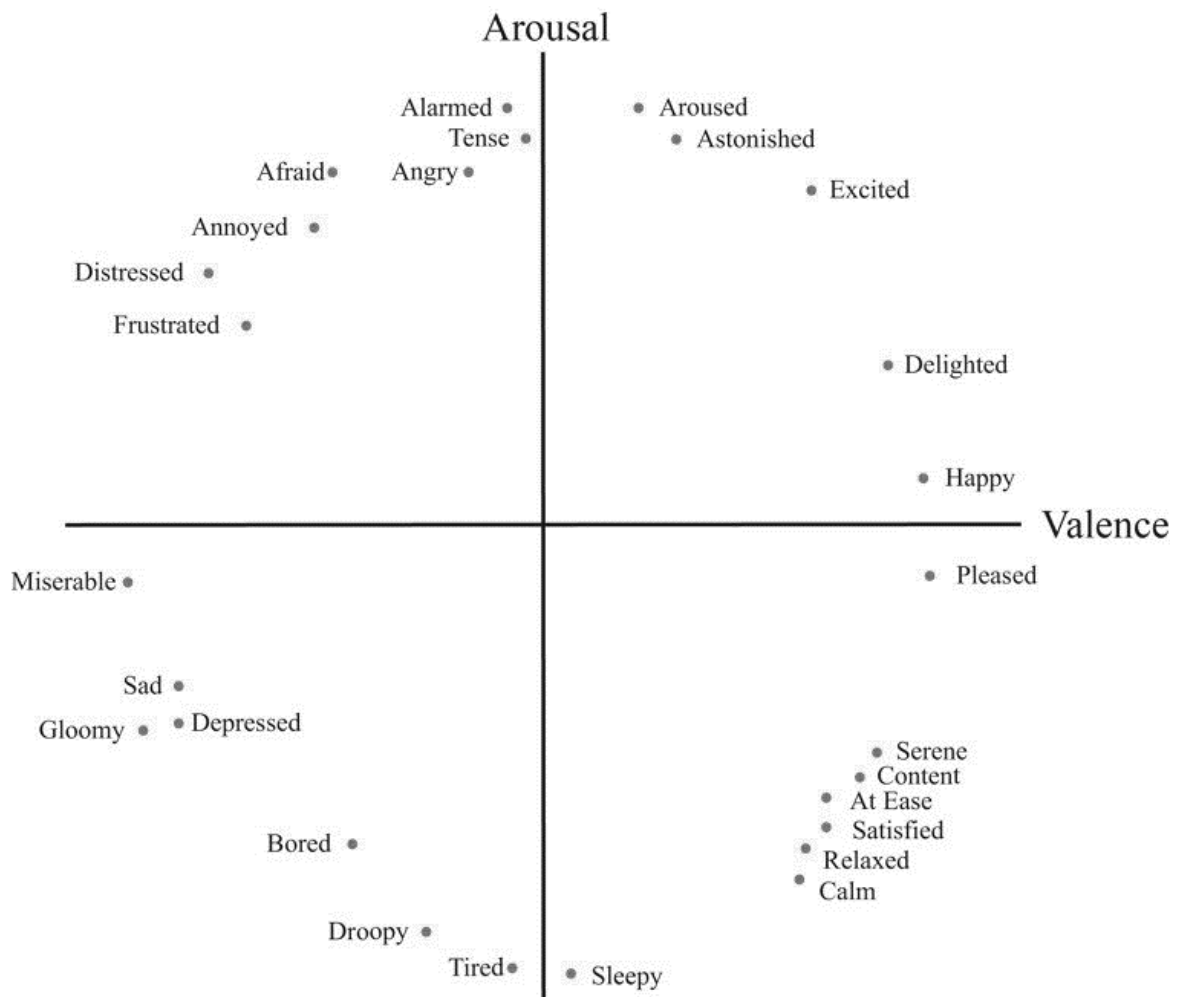 Arousal
Alarmed
Aroused
Tense
Astonished
Afraid
Angry
Excited
Annoyed
Distressed
Frustrated
Delighted
Happy
Valence
Miserable
Pleased
Sad
Gloomy
Depressed
Serene
Content
At Ease
Satisfied
Bored
Relaxed
Calm
Droopy
Tired
Sleepy